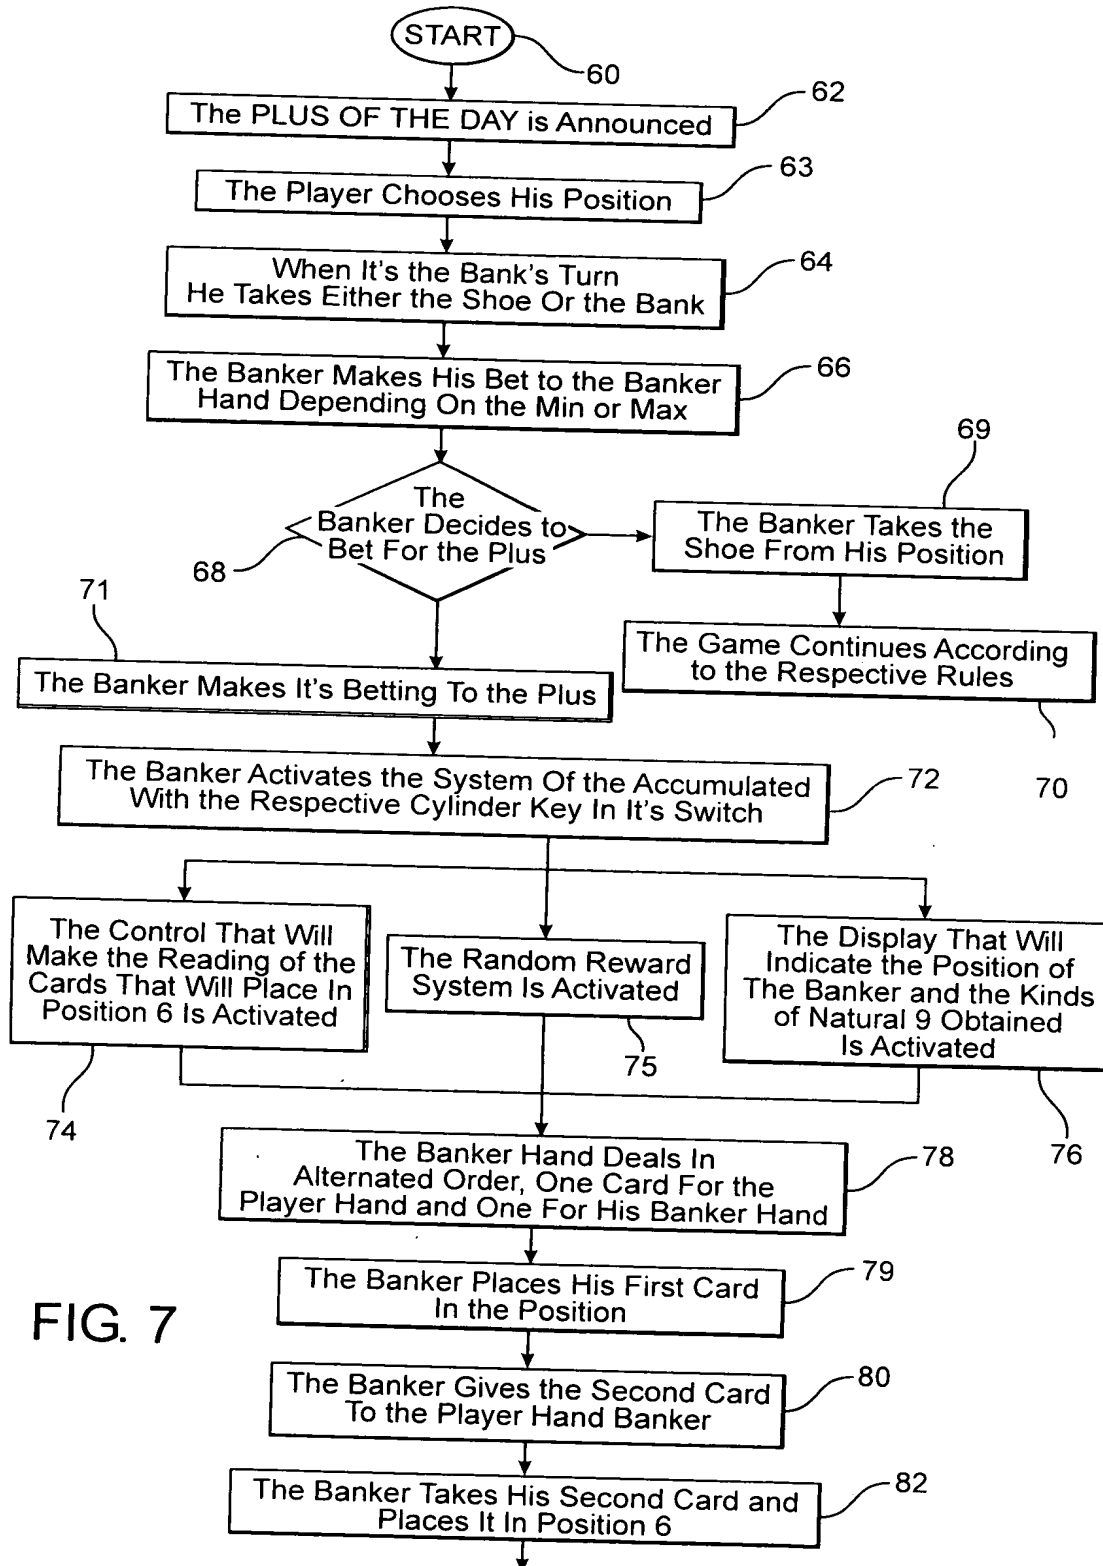 START
60
62
The PLUS OF THE DAY is Announced
63
The Player Chooses His Position
64
When It's the Bank's Turn
He Takes Either the Shoe Or the Bank
66
The Banker Makes His Bet to the Banker
Hand Depending On the Min or Max
69
The
Banker Decides to
Bet For the Plus
68
The Banker Takes the
Shoe From His Position
71
The Game Continues According
to the Respective Rules
70
The Banker Makes It's Betting To the Plus
72
The Banker Activates the System Of the Accumulated
With the Respective Cylinder Key In It's Switch
The Control That Will
Make the Reading of the
Cards That Will Place In
Position 6 Is Activated
74
The Random Reward
System Is Activated
75
The Display That Will
Indicate the Position of
The Banker and the Kinds
of Natural 9 Obtained
Is Activated
76
The Banker Hand Deals In
Alternated Order, One Card For the
Player Hand and One For His Banker Hand
78
The Banker Places His First Card
In the Position
79
FIG. 7
The Banker Gives the Second Card
To the Player Hand Banker
80
The Banker Takes His Second Card and
Places It In Position 6
82